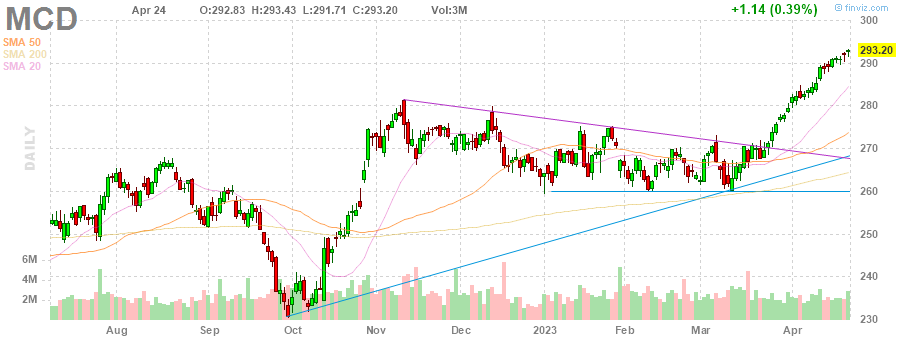 MCD Apr 24 O:292.83 H:293.43 L:291.71 C:293.20 Vol:3M +1.14 (0.39%) © finviz.com
SMA 50
SMA 200
SMA 20
DAILY
300
293.20
290
280
270
260
250
240
230
6M
4M
2M
Aug Sep Oct Nov Dec 2023 Feb Mar Apr